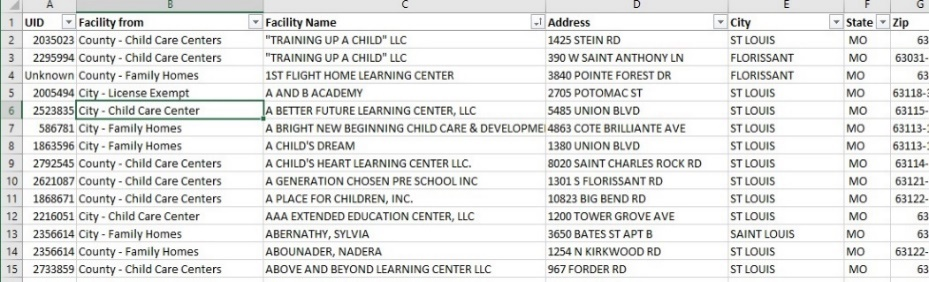 A B C D E F G
1 UID Facility from Facility Name Address City State Zip
2 2035023 County - Child Care Centers "TRAINING UP A CHILD" LLC 1425 STEIN RD ST LOUIS MO 63
3 2295994 County - Child Care Centers "TRAINING UP A CHILD" LLC 390 W SAINT ANTHONY LN FLORISSANT MO 63031-
4 Unknown County - Family Homes 1ST FLIGHT HOME LEARNING CENTER 3840 POINTE FOREST DR FLORISSANT MO 63
5 2005494 City - License Exempt A AND B ACADEMY 2705 POTOMAC ST ST LOUIS MO 63118-3
6 2523835 City - Child Care Center A BETTER FUTURE LEARNING CENTER, LLC 5485 UNION BLVD ST LOUIS MO 63115-
7 586781 City - Family Homes A BRIGHT NEW BEGINNING CHILD CARE & DEVELOPME 4863 COTE BRILLIANTE AVE ST LOUIS MO 63113-1
8 1863596 City - Family Homes A CHILD'S DREAM 1380 UNION BLVD ST LOUIS MO 63113-1
9 2792545 County - Child Care Centers A CHILD'S HEART LEARNING CENTER LLC. 8020 SAINT CHARLES ROCK RD ST LOUIS MO 63114-
10 2621087 County - Child Care Centers A GENERATION CHOSEN PRE SCHOOL INC 1301 S FLORISSANT RD ST LOUIS MO 63121-
11 1868671 County - Child Care Centers A PLACE FOR CHILDREN, INC. 10823 BIG BEND RD ST LOUIS MO 63122-
12 2216051 City - Child Care Center AAA EXTENDED EDUCATION CENTER, LLC 1200 TOWER GROVE AVE ST LOUIS MO 63
13 2356614 City - Family Homes ABERNATHY, SYLVIA 3650 BATES ST APT B SAINT LOUIS MO 63
14 2356614 County - Family Homes ABOUNADER, NADERA 1254 N KIRKWOOD RD ST LOUIS MO 63122-
15 2733859 County - Child Care Centers ABOVE AND BEYOND LEARNING CENTER LLC 967 FORDER RD ST LOUIS MO 63